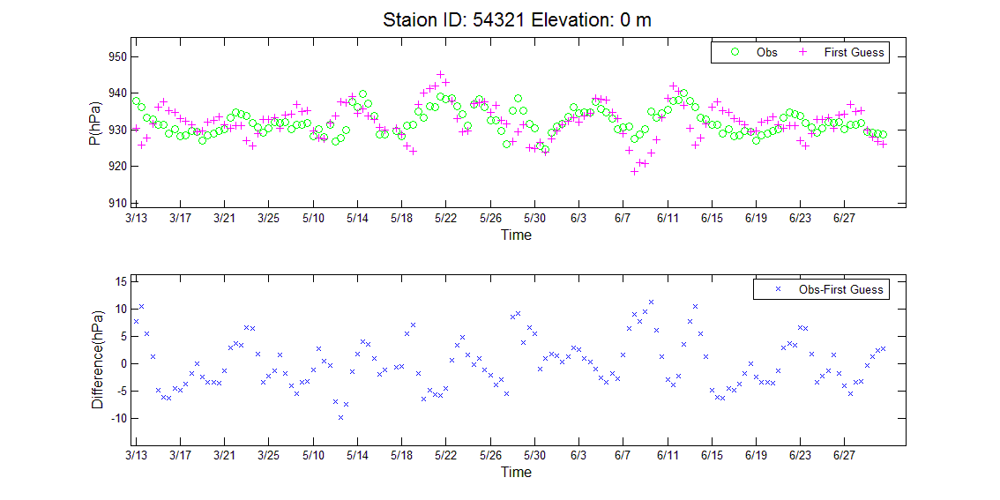 Staion ID: 54321 Elevation: 0 m
Obs First Guess
P(hPa)
950
940
930
920
910
3/13 3/17 3/21 3/25 5/10 5/14 5/18 5/22 5/26 5/30 6/3 6/7 6/11 6/15 6/19 6/23 6/27
Time
Obs-First Guess
Difference(hPa)
15
10
5
0
-5
-10
3/13 3/17 3/21 3/25 5/10 5/14 5/18 5/22 5/26 5/30 6/3 6/7 6/11 6/15 6/19 6/23 6/27
Time